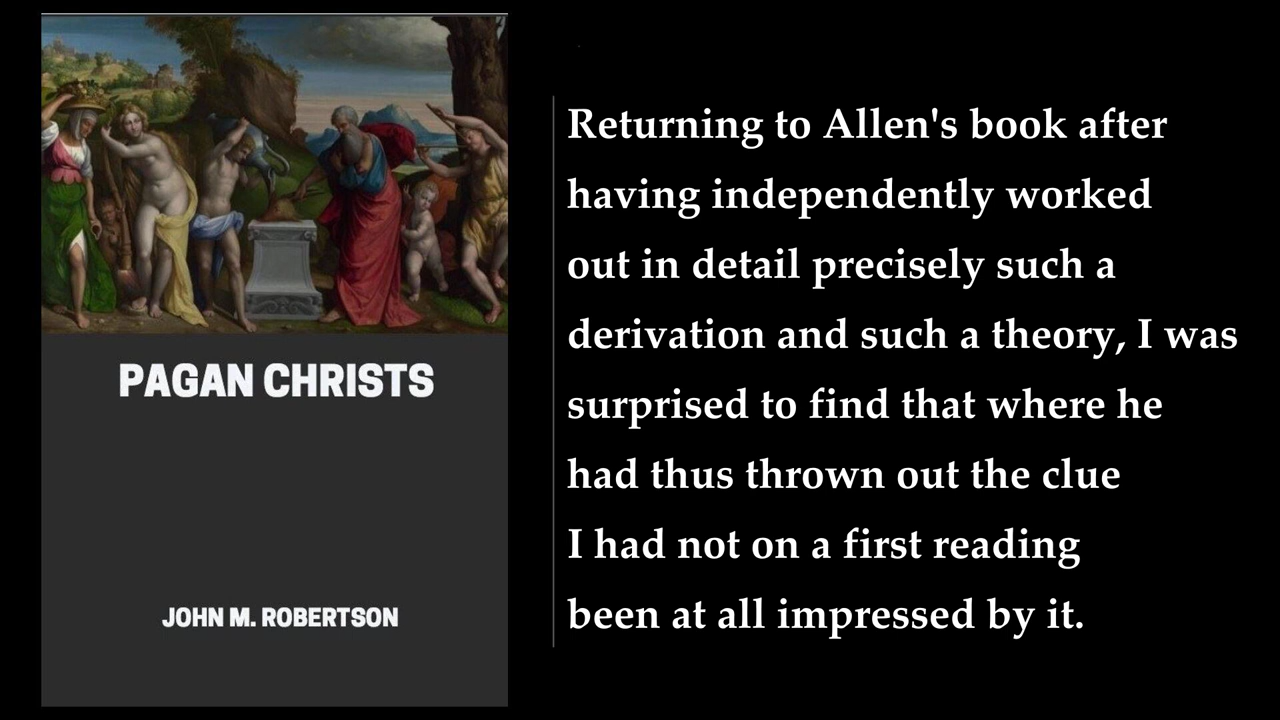 PAGAN CHRISTS
JOHN M. ROBERTSON
Returning to Allen's book after
having independently worked
out in detail precisely such a
derivation and such a theory, I was
surprised to find that where he
had thus thrown out the clue
I had not on a first reading
been at all impressed by it.